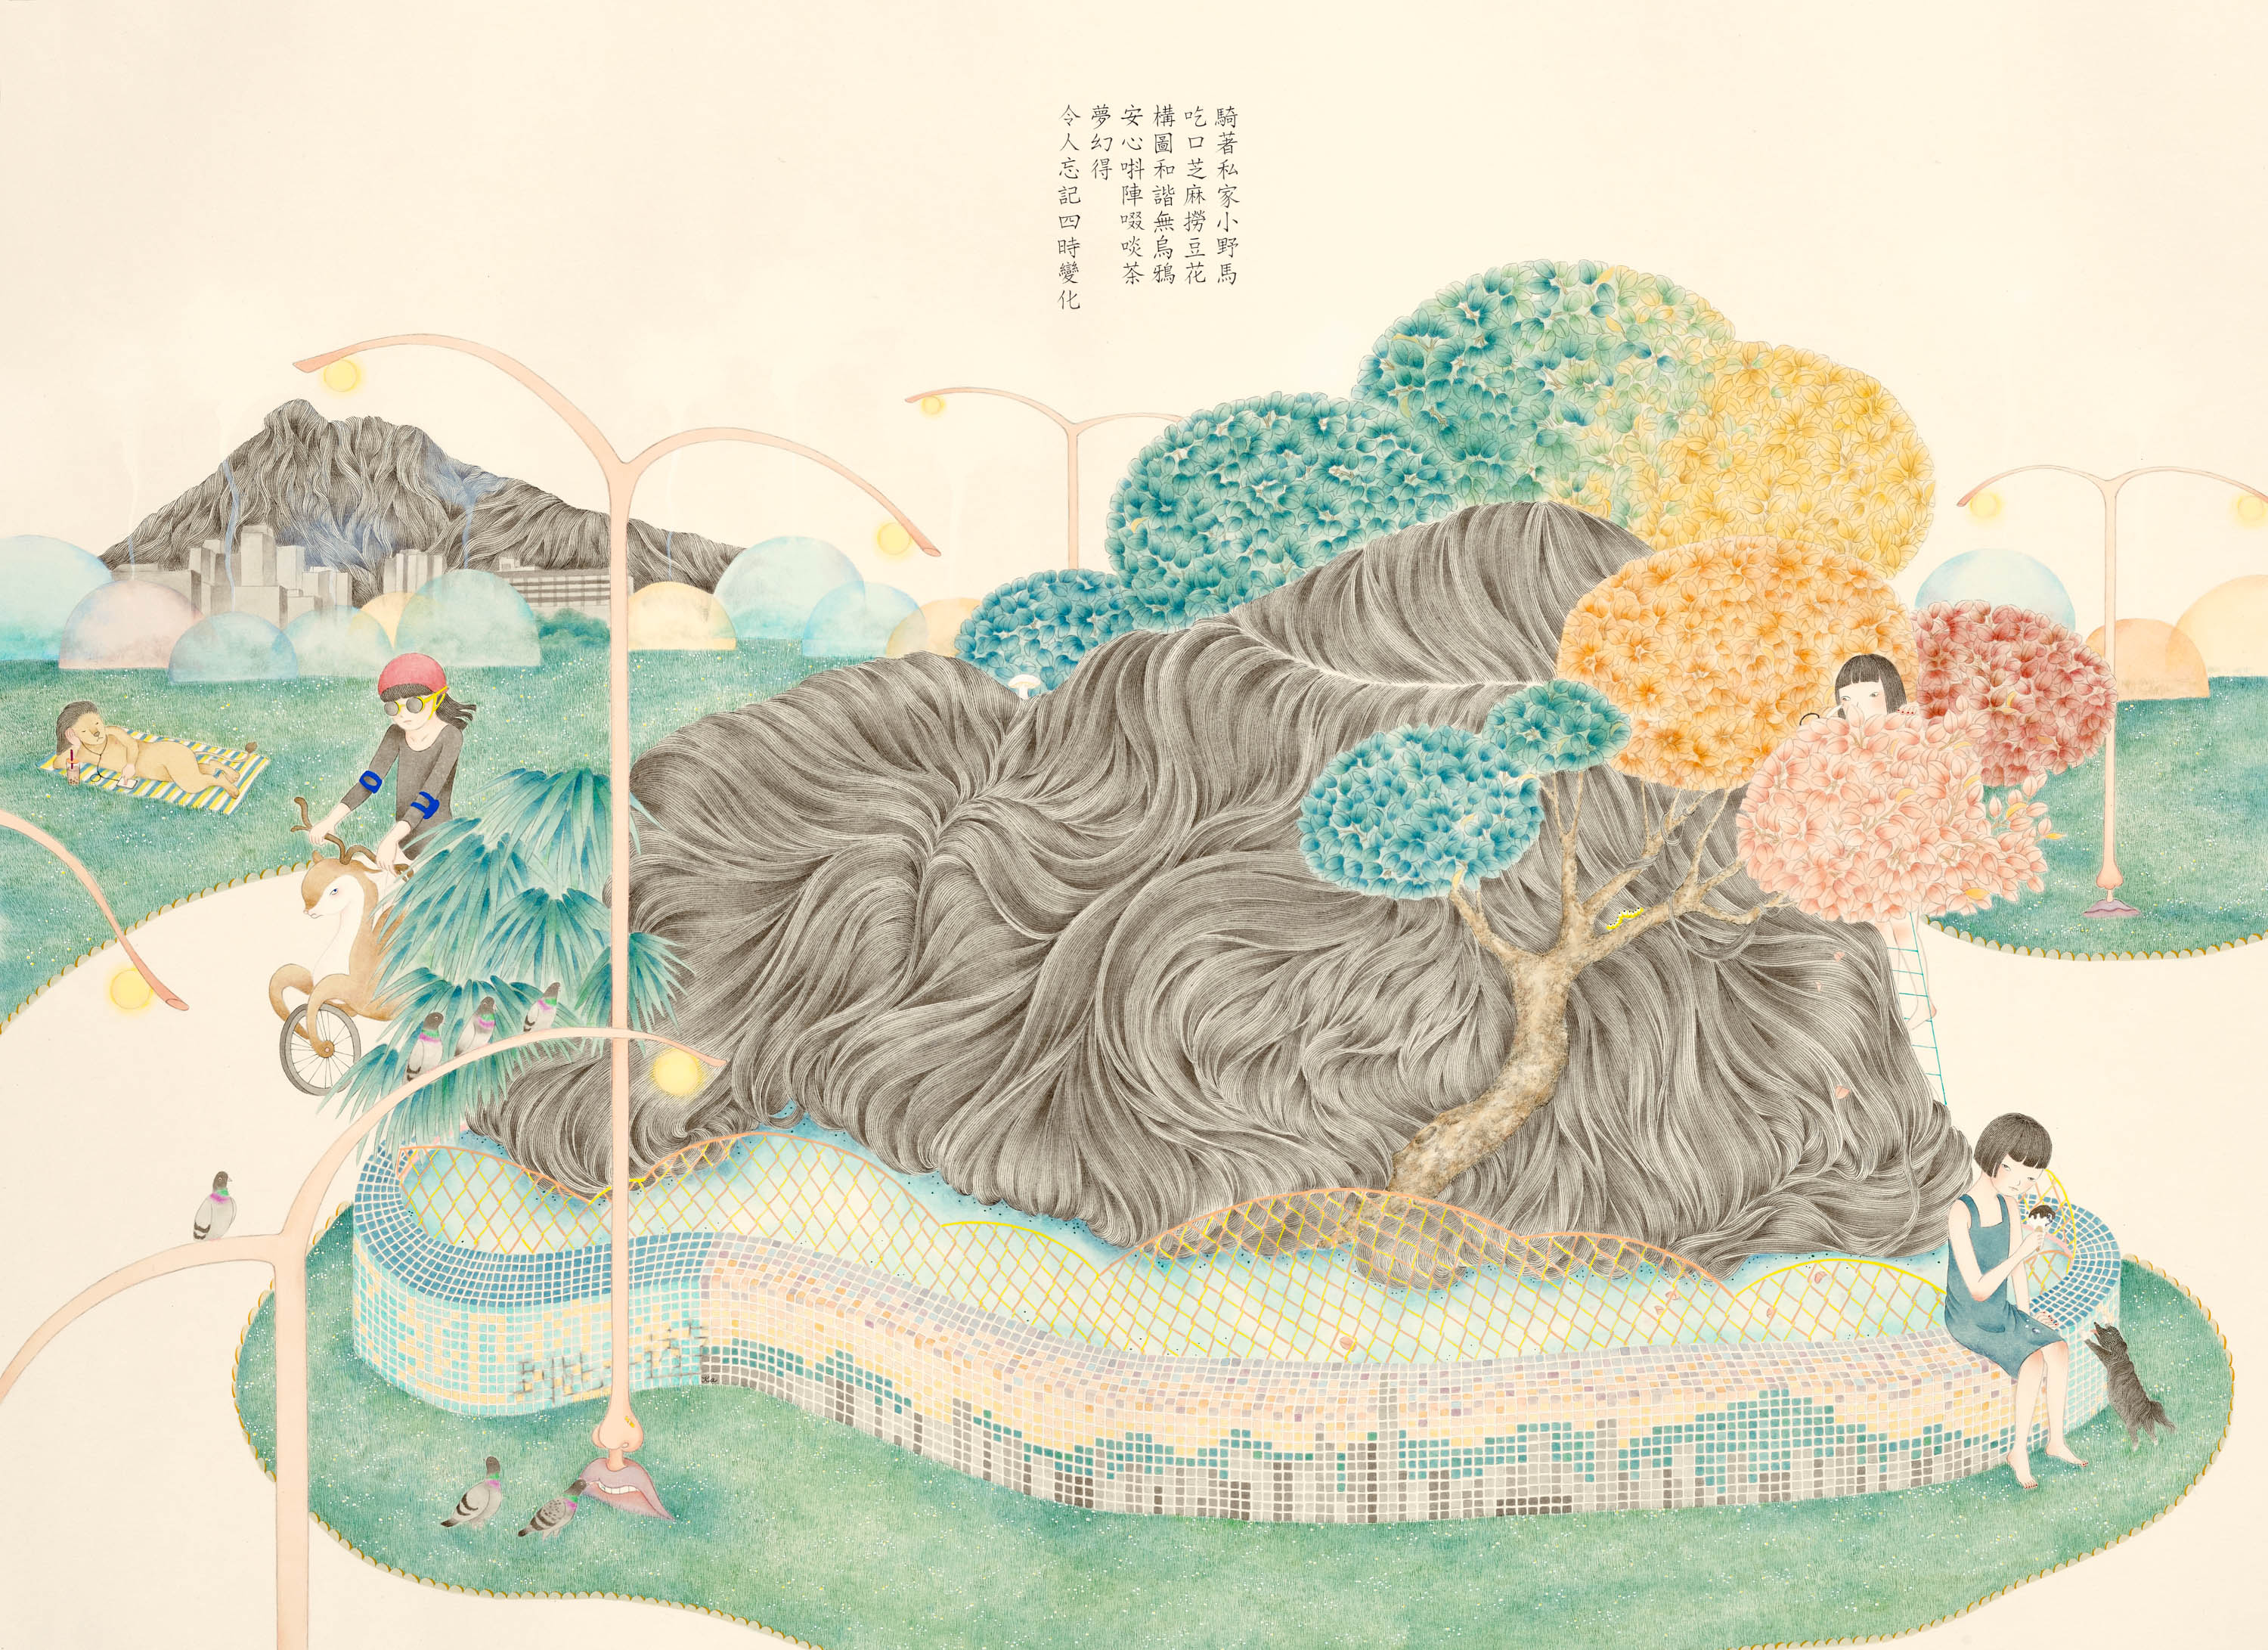 騎著私家小野馬
吃口芝麻撈豆花
構圖和諧無烏鴉
安心唞陣啜啖茶
夢幻得
令人忘記四時變化